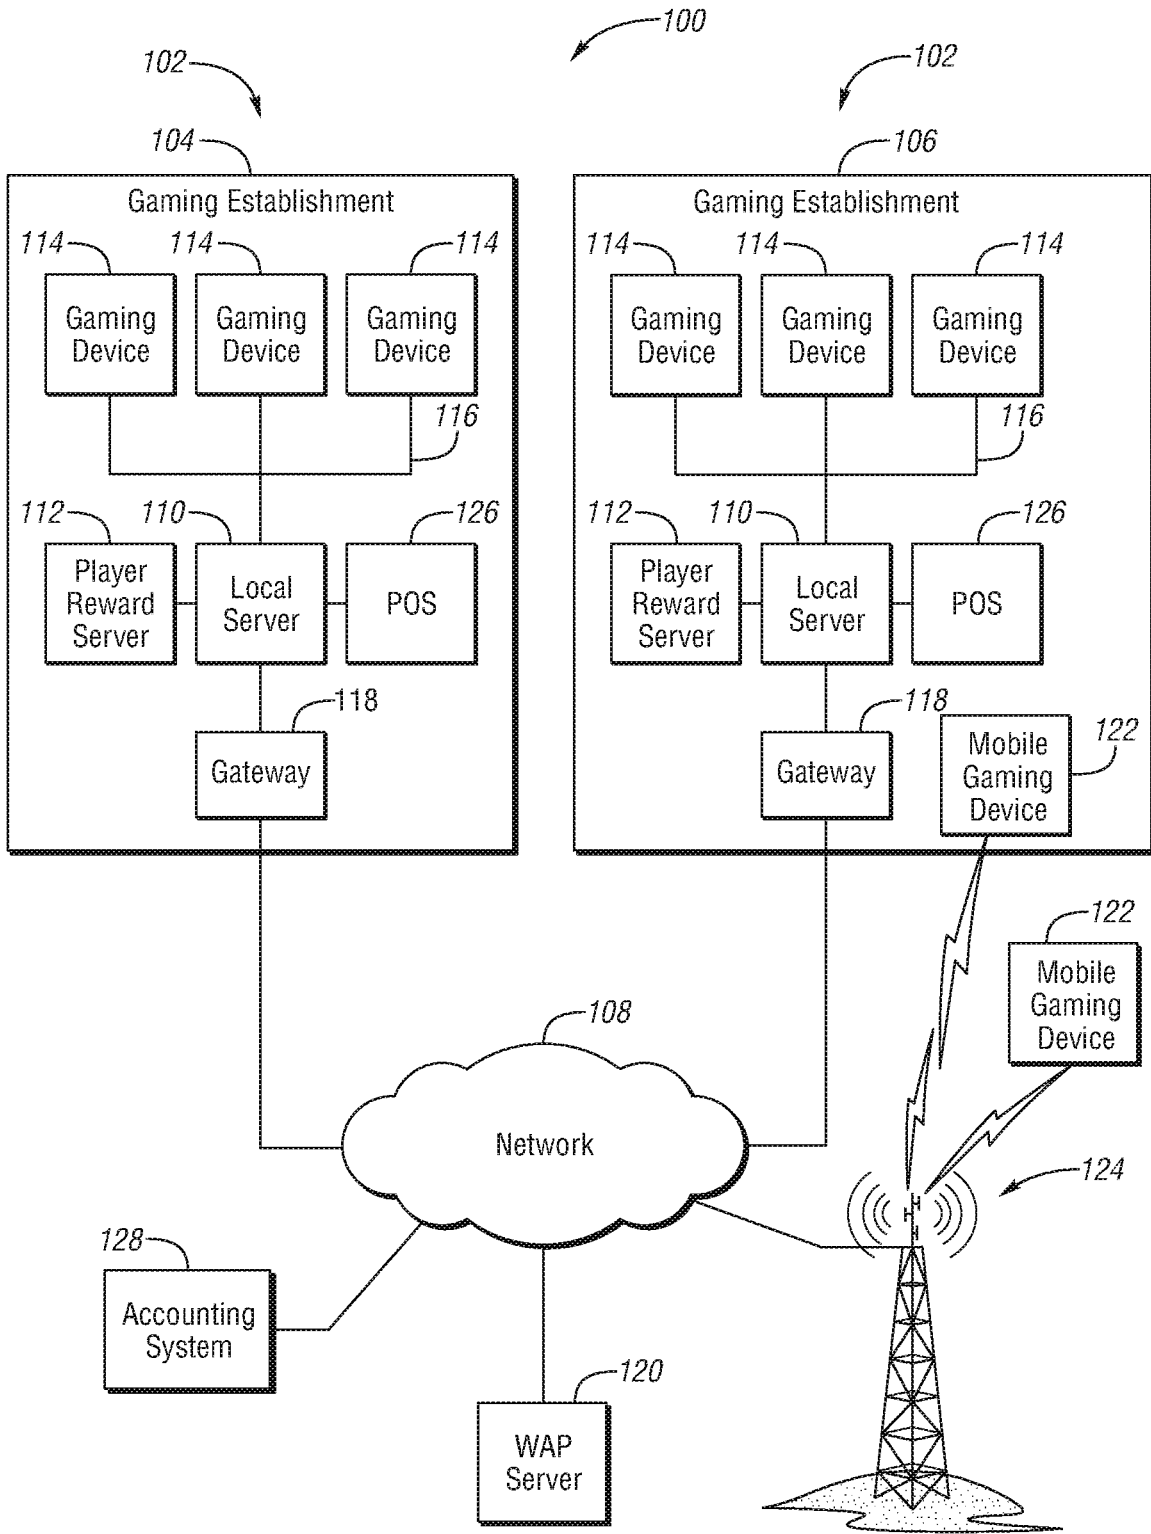 100
102
102
104
106
Gaming Establishment
Gaming Establishment
114
114
114
114
114
114
Gaming
Device
Gaming
Device
Gaming
Device
Gaming
Device
Gaming
Device
Gaming
Device
116
116
112
110
126
112
110
126
Player
Reward
Server
Local
Server
POS
Player
Reward
Server
Local
Server
POS
118
118
Gateway
Gateway
Mobile
Gaming
Device
122
122
Mobile
Gaming
Device
108
Network
124
128
Accounting
System
120
WAP
Server